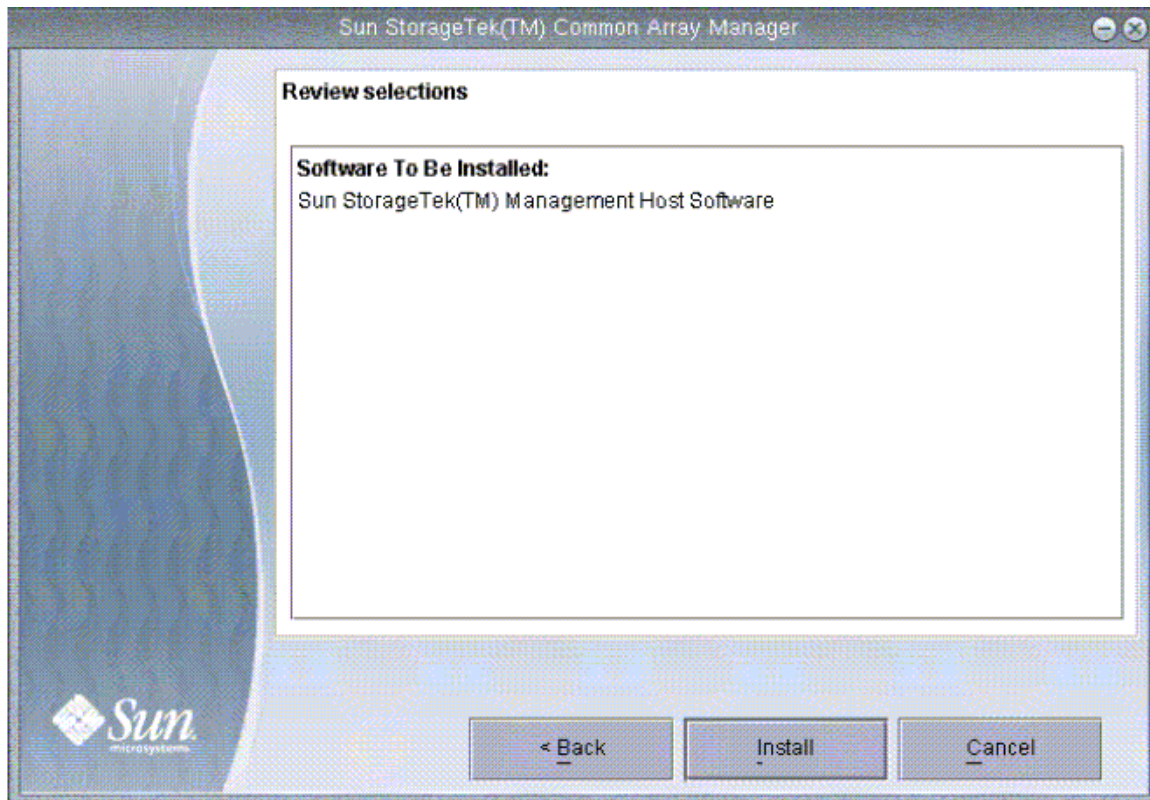 Sun StorageTek(TM) Common Array Manager
Review selections
Software To Be Installed:
Sun StorageTek(TM) Management Host Software
Sun
microsystems
< Back
Install
Cancel